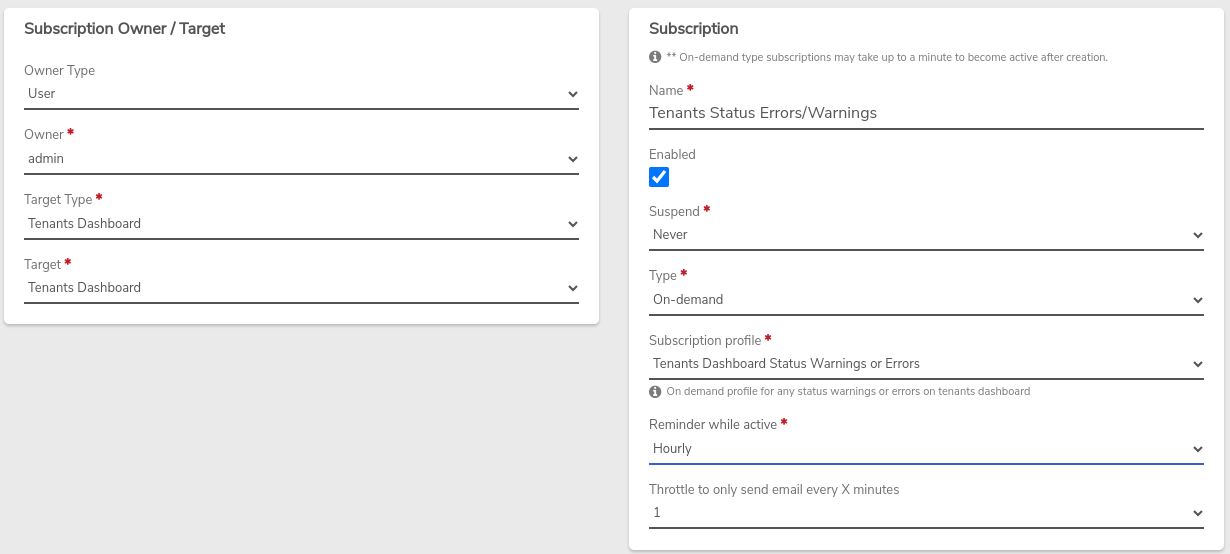 Subscription Owner / Target
Owner Type
User
Owner *
admin
Target Type *
Tenants Dashboard
Target *
Tenants Dashboard
Subscription
** On-demand type subscriptions may take up to a minute to become active after creation.
Name *
Tenants Status Errors/Warnings
Enabled
Suspend *
Never
Type *
On-demand
Subscription profile *
Tenants Dashboard Status Warnings or Errors
On demand profile for any status warnings or errors on tenants dashboard
Reminder while active *
Hourly
Throttle to only send email every X minutes
1